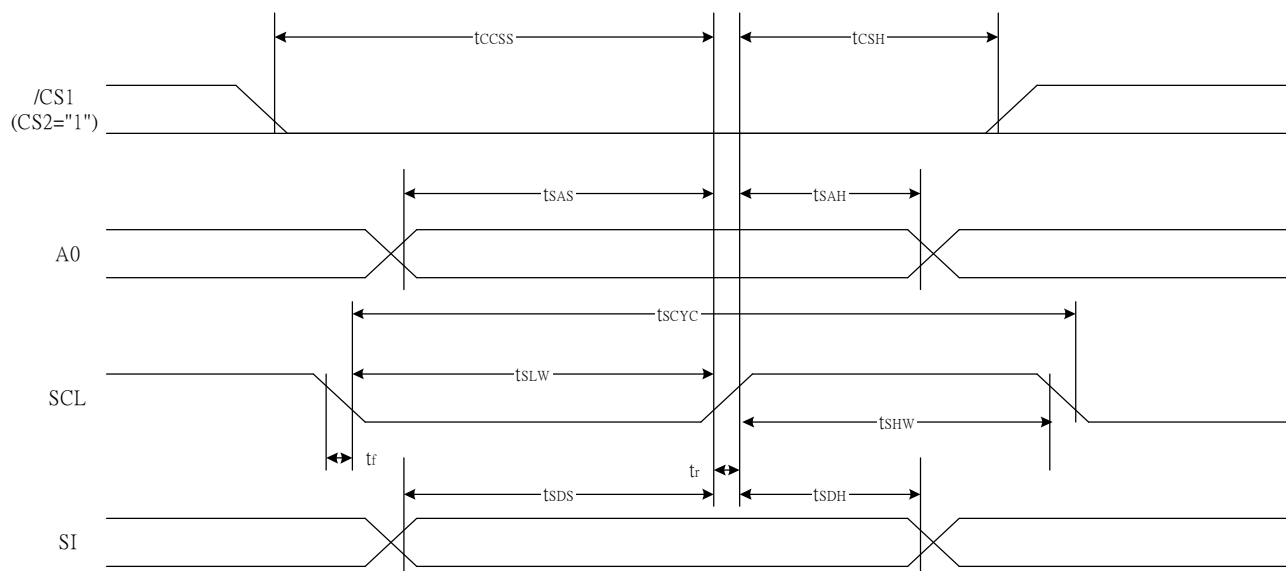 tCCSS
tCSH
/CS1
(CS2="1")
tSAS
tSAH
A0
tSCYC
tSLW
SCL
tSHW
tf
tr
tSDS
tSDH
SI